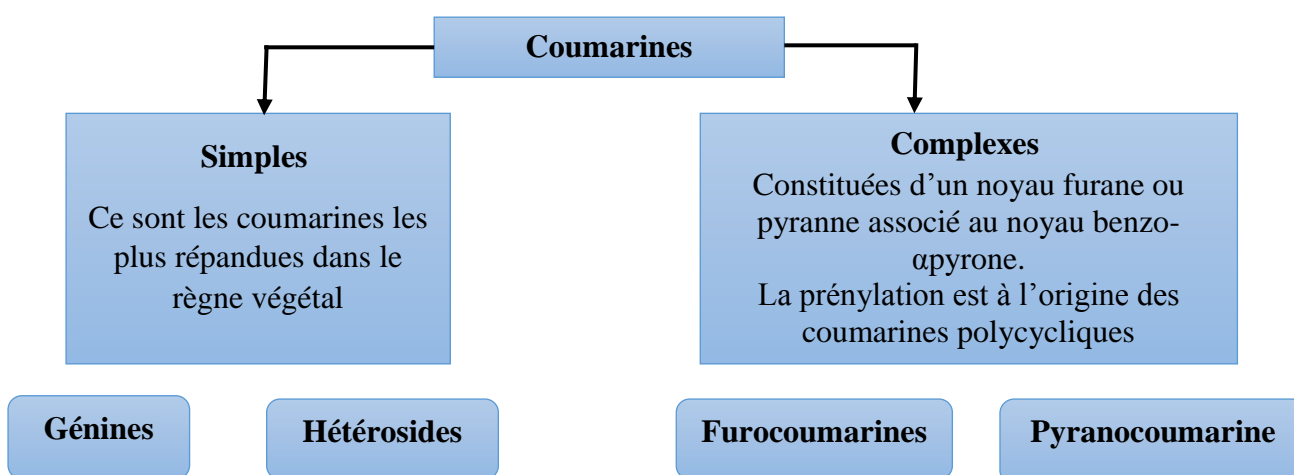 Coumarines
Simples
Ce sont les coumarines les
plus répandues dans le
règne végétal
Complexes
Constituées d’un noyau furane ou
pyranne associé au noyau benzo-
αpyrone.
La prénylation est à l’origine des
coumarines polycycliques
Génines
Hétérosides
Furocoumarines
Pyranocoumarine